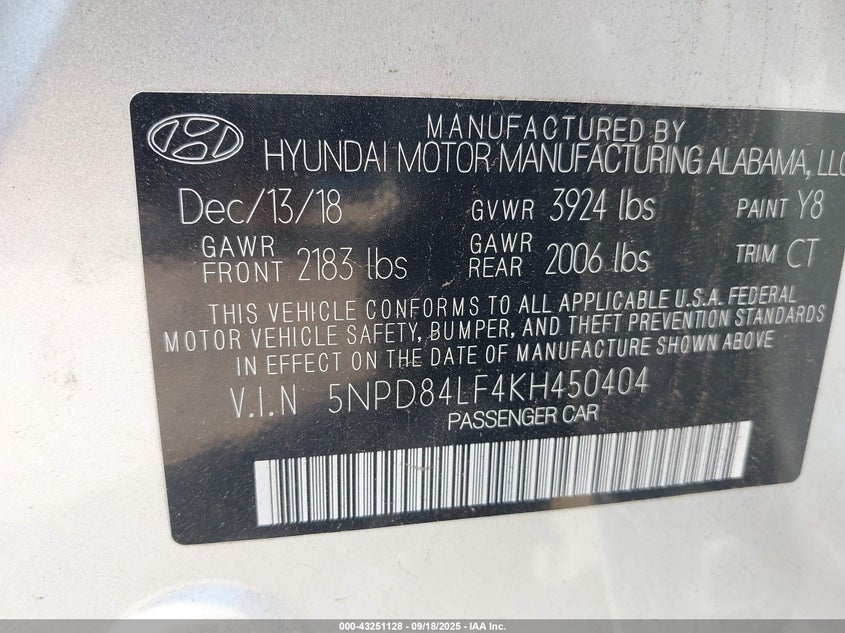 MANUFACTURED BY
HYUNDAI MOTOR MANUFACTURING ALABAMA, LLC
Dec/13/18 GVWR 3924 lbs PAINT Y8
GAWR FRONT 2183 lbs GAWR REAR 2006 lbs TRIM CT
THIS VEHICLE CONFORMS TO ALL APPLICABLE U.S.A. FEDERAL
MOTOR VEHICLE SAFETY, BUMPER, AND THEFT PREVENTION STANDARDS
IN EFFECT ON THE DATE OF MANUFACTURE SHOWN ABOVE.
V.I.N 5NPD84LF4KH450404
PASSENGER CAR
000-43251128 - 09/18/2025 - IAA Inc.